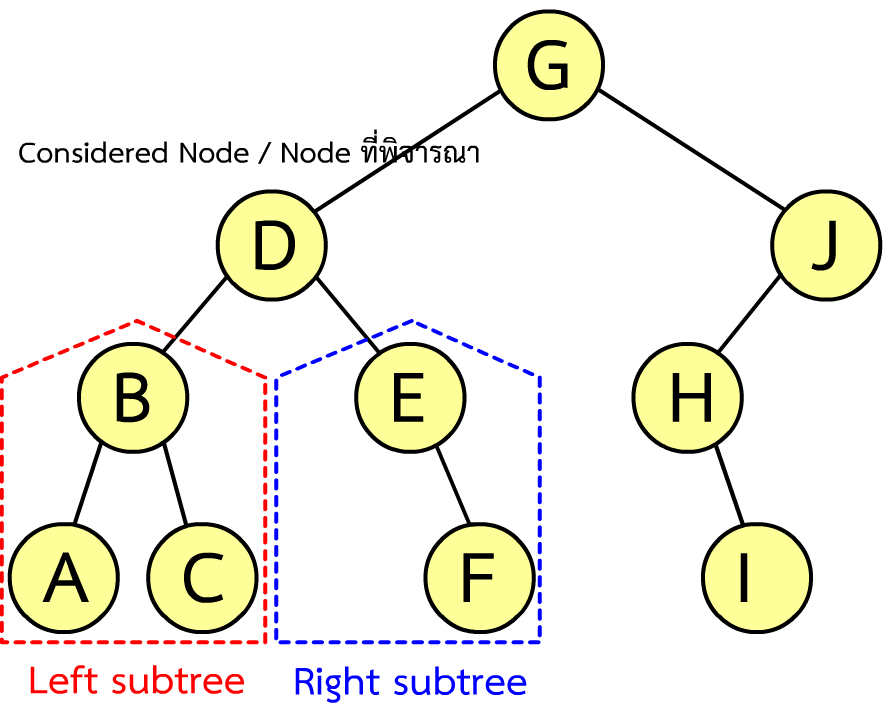 G
Considered Node / Node ที่พิจารณา
D
J
B
E
H
A
C
F
I
Left subtree
Right subtree